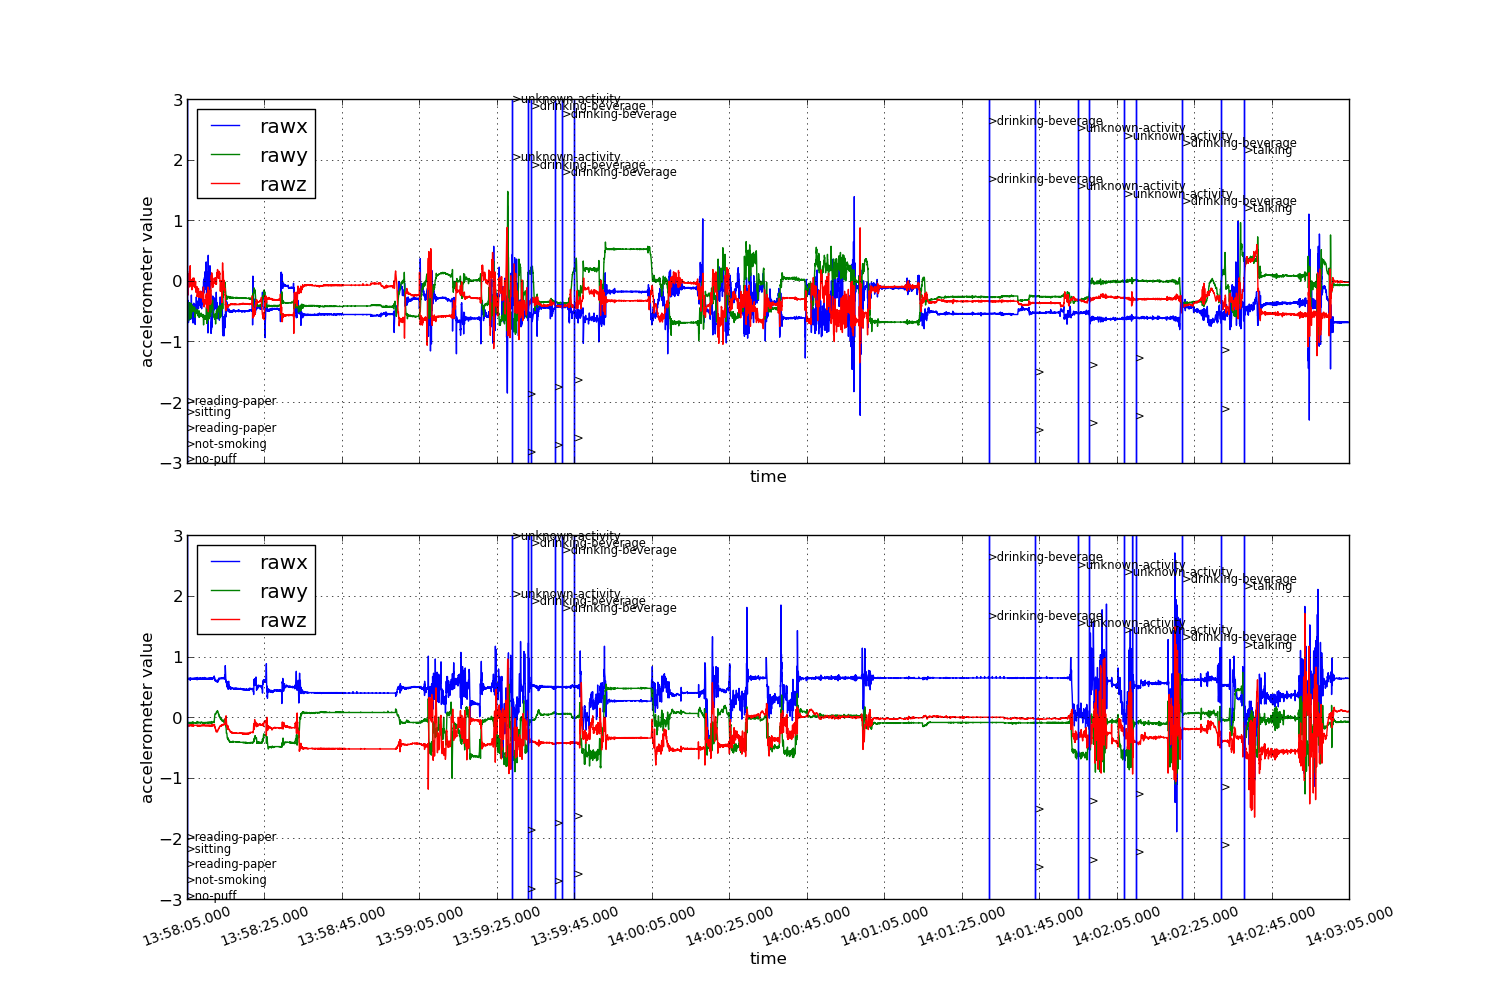 3
>unknown-activity
>drinking-beverage
>drinking-beverage
rawx
>drinking-beverage
>unknown-activity
>unknown-activity
>drinking-beverage
>talking
rawy
2
>unknown-activity
>drinking-beverage
>drinking-beverage
rawz
>drinking-beverage
>unknown-activity
>unknown-activity
>drinking-beverage
>talking
1
0
accelerometer value
−1
>
>
>
>
>
>
>
>
−2
>reading-paper
>sitting
>
>
>
>reading-paper
>
>
>not-smoking
>
>
>no-puff
−3
time
3
>unknown-activity
>drinking-beverage
>drinking-beverage
rawx
>drinking-beverage
>unknown-activity
>unknown-activity
>drinking-beverage
>talking
rawy
2
>unknown-activity
>drinking-beverage
>drinking-beverage
rawz
>drinking-beverage
>unknown-activity
>unknown-activity
>drinking-beverage
>talking
1
0
accelerometer value
−1
>
>
>
>
>
>
>
>
−2
>reading-paper
>sitting
>
>
>
>reading-paper
>
>
>not-smoking
>
>
>no-puff
−3
13:58:05.000 13:58:25.000 13:58:45.000 13:59:05.000 13:59:25.000 13:59:45.000 14:00:05.000 14:00:25.000 14:00:45.000 14:01:05.000 14:01:25.000 14:01:45.000 14:02:05.000 14:02:25.000 14:02:45.000 14:03:05.000
time